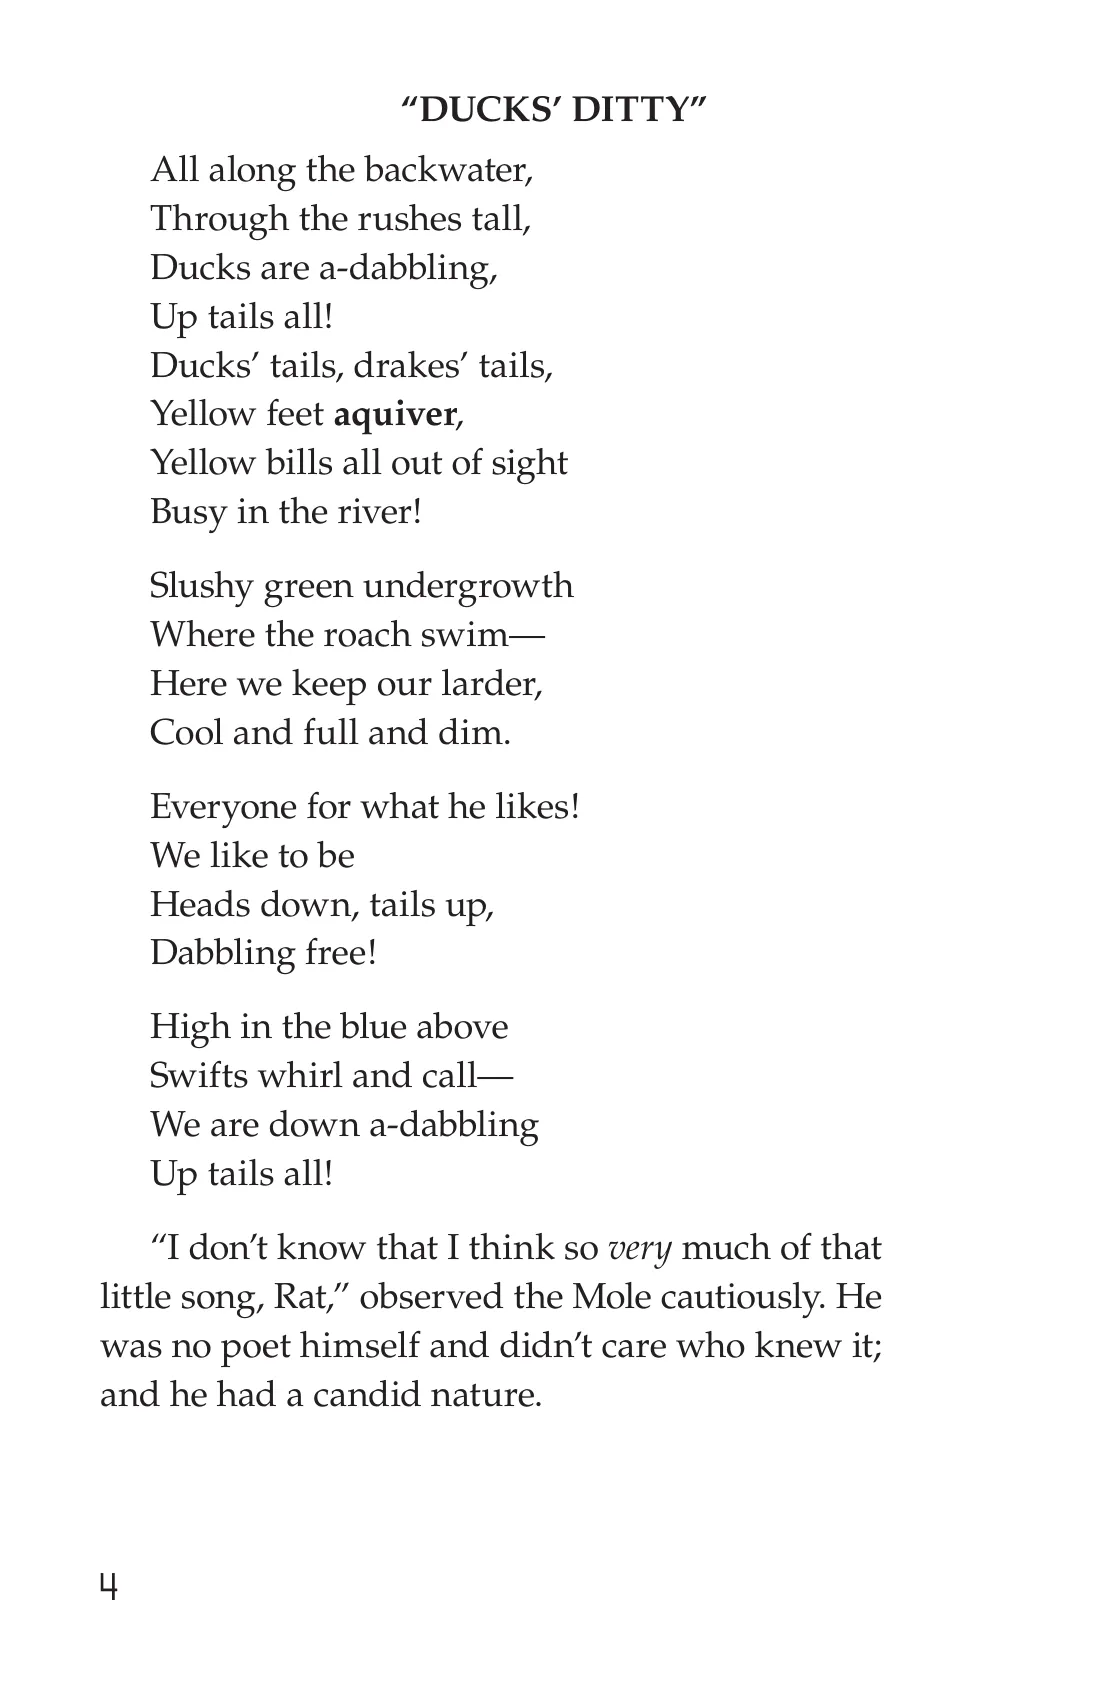 “DUCKS’ DITTY”
All along the backwater,
Through the rushes tall,
Ducks are a-dabbling,
Up tails all!
Ducks’ tails, drakes’ tails,
Yellow feet aquiver,
Yellow bills all out of sight
Busy in the river!
Slushy green undergrowth
Where the roach swim—
Here we keep our larder,
Cool and full and dim.
Everyone for what he likes!
We like to be
Heads down, tails up,
Dabbling free!
High in the blue above
Swifts whirl and call—
We are down a-dabbling
Up tails all!
“I don’t know that I think so very much of that
little song, Rat,” observed the Mole cautiously. He
was no poet himself and didn’t care who knew it;
and he had a candid nature.
4